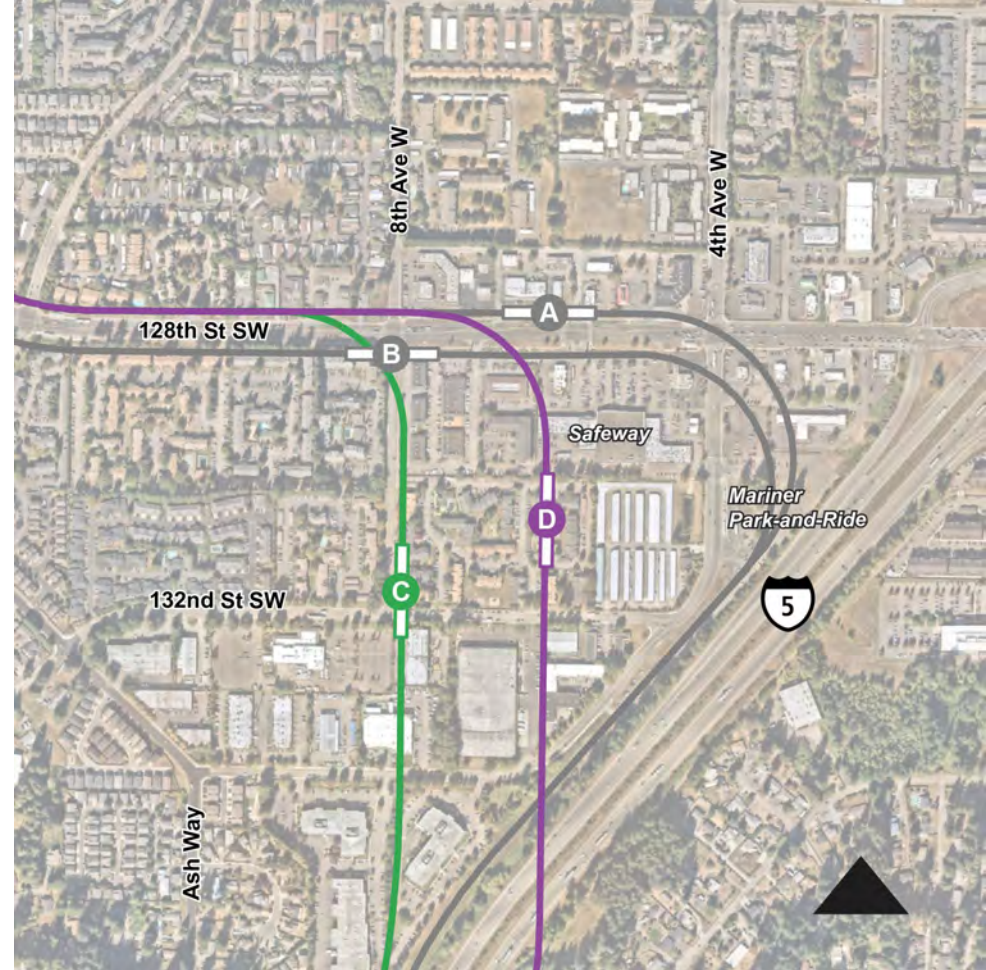 8th Ave W
4th Ave W
A
128th St SW
B
Safeway
Mariner
Park-and-Ride
D
C
132nd St SW
5
Ash Way